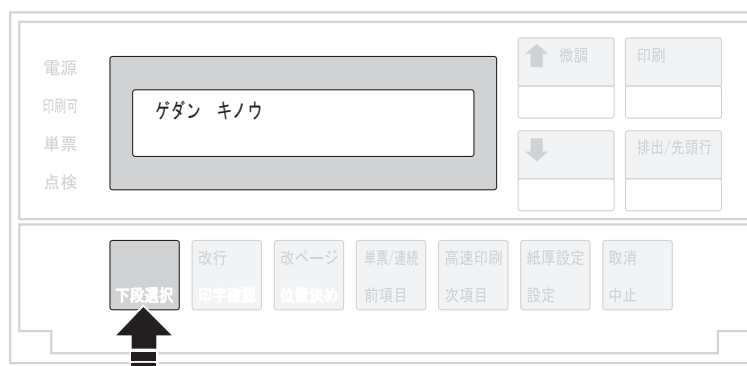 電源
印刷可
単票
点検
ゲダン キノウ
微調
印刷
排出/先頭行
下段選択
改行
印字確認
改ページ
位置決め
単票/連続
前項目
高速印刷
次項目
紙厚設定
設定
取消
中止